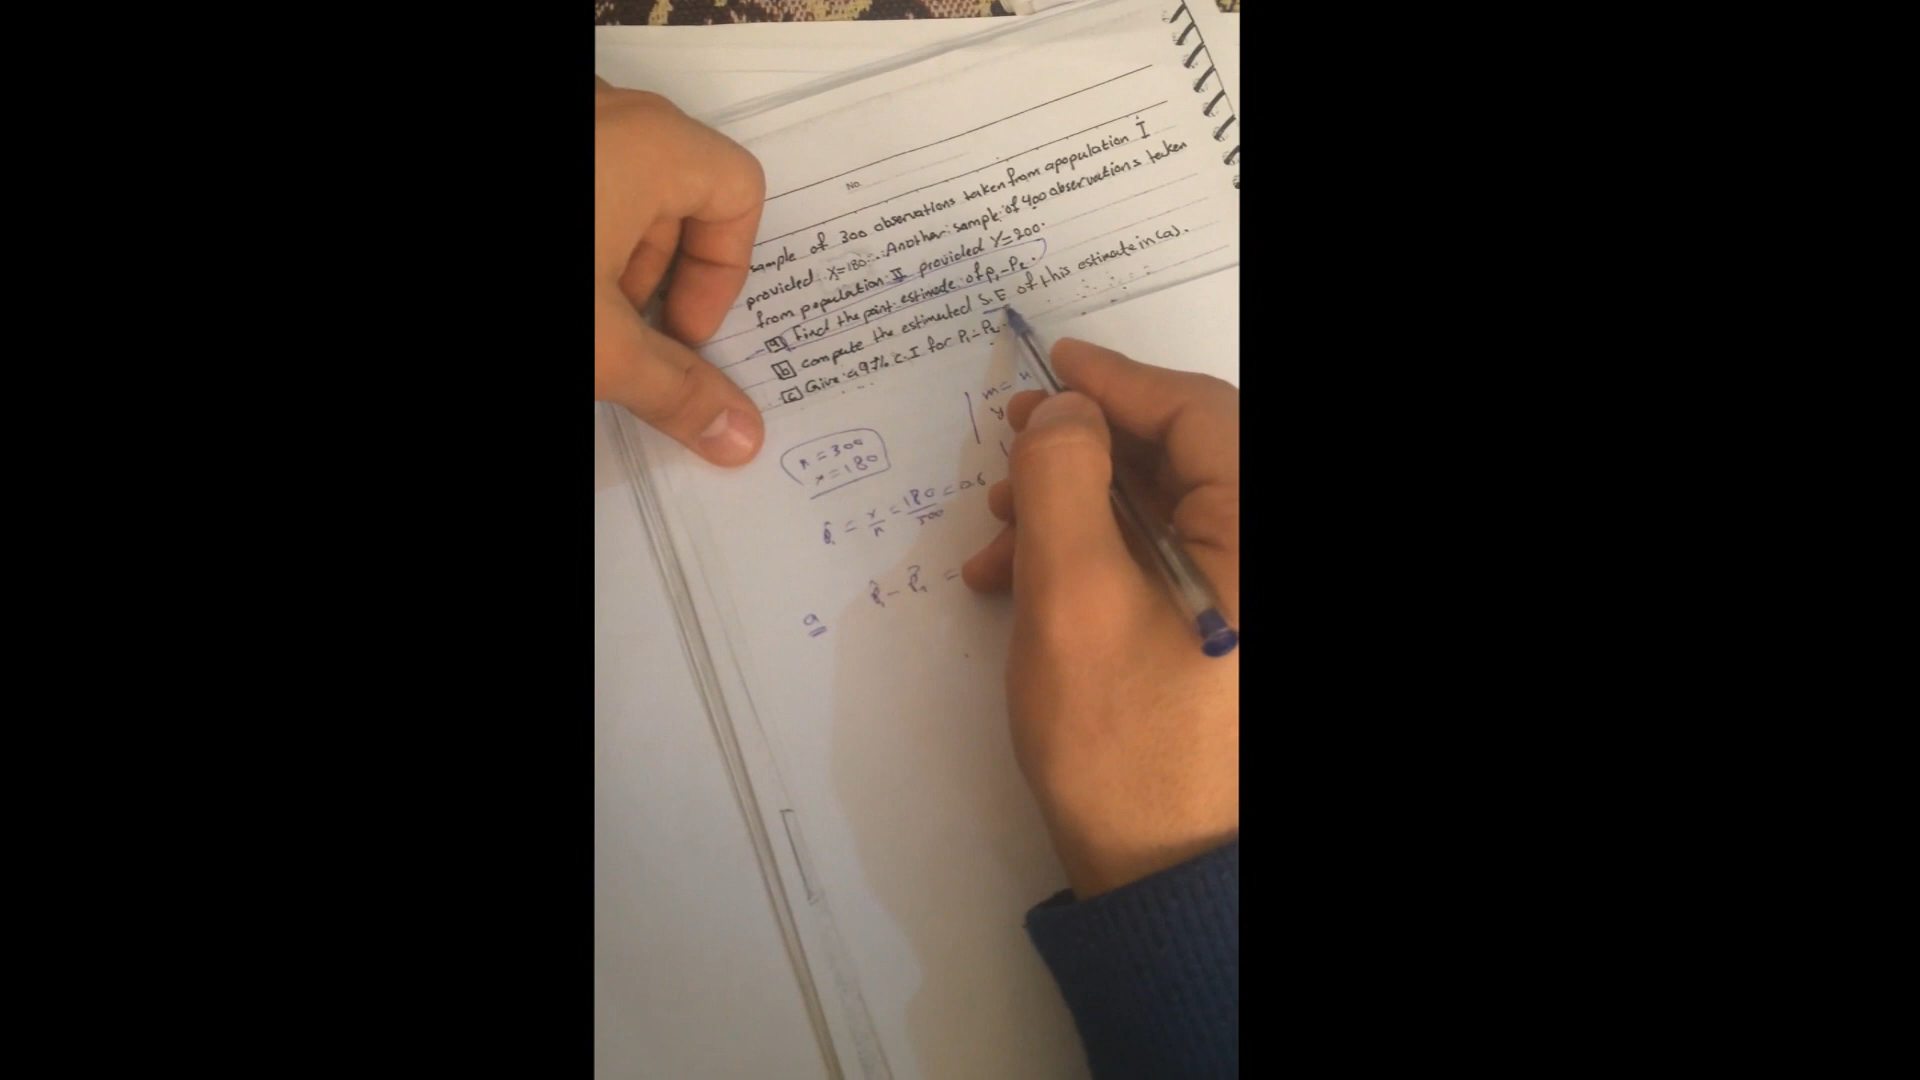 No.
sample of 300 observations taken from apopulation I
provided X=180... Another sample of 400 observations taken
from population II provided Y=200.
a Find the point estimate of P₁-P₂.
b compute the estimated S.E of this estimate in (a).
c Give a 97% C.I for P₁-P₂.
n = 300
x = 180
m =
y
P̂₁ = x/n = 180/300 = 0.6
a P̂₁ - P̂₂ =